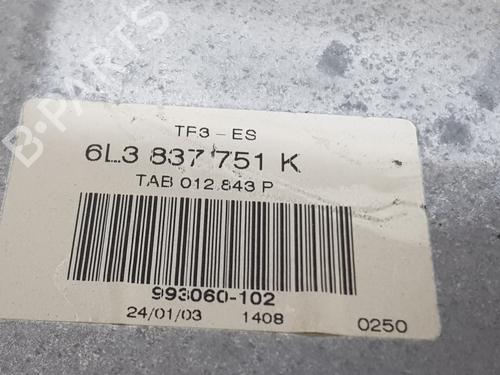 B-PARTS
TF3-ES
6L3 837 751 K
TAB 012 843 P
993060-102
24/01/03 1408 0250